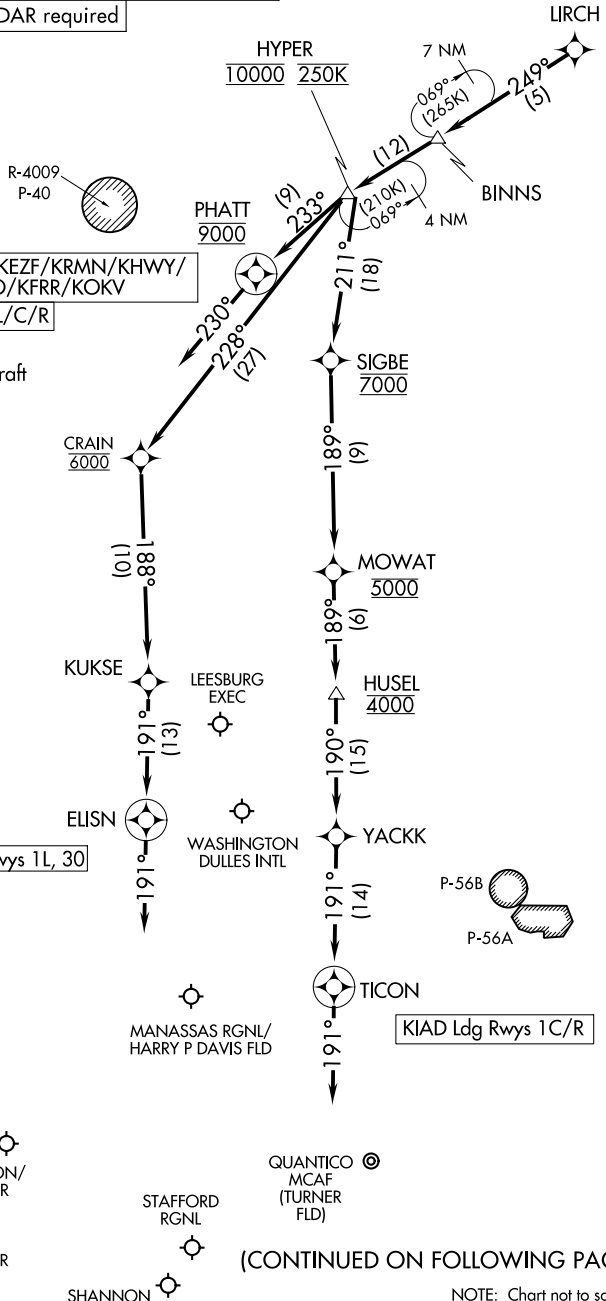 DAR required
LIRCH
HYPER
10000 250K
7 NM
249°
(5)
069°
(265K)
(12)
BINNS
R-4009
P-40
PHATT
9000
(9)
233°
(210K)
069°
4 NM
KEZF/KRMN/KHWY/
/KFRR/KOKV
/C/R
211°
(18)
230°
228°
(27)
raft
SIGBE
7000
CRAIN
6000
189°
(9)
188°
(10)
MOWAT
5000
189°
(6)
KUKSE
LEESBURG
EXEC
HUSEL
4000
191°
(13)
190°
(15)
ELISN
WASHINGTON
DULLES INTL
YACKK
wys 1L, 30
191°
191°
(14)
P-56B
P-56A
TICON
MANASSAS RGNL/
HARRY P DAVIS FLD
KIAD Ldg Rwys 1C/R
191°
ON/
R
QUANTICO
MCAF
(TURNER
FLD)
STAFFORD
RGNL
R
(CONTINUED ON FOLLOWING PAG
SHANNON
NOTE: Chart not to sc